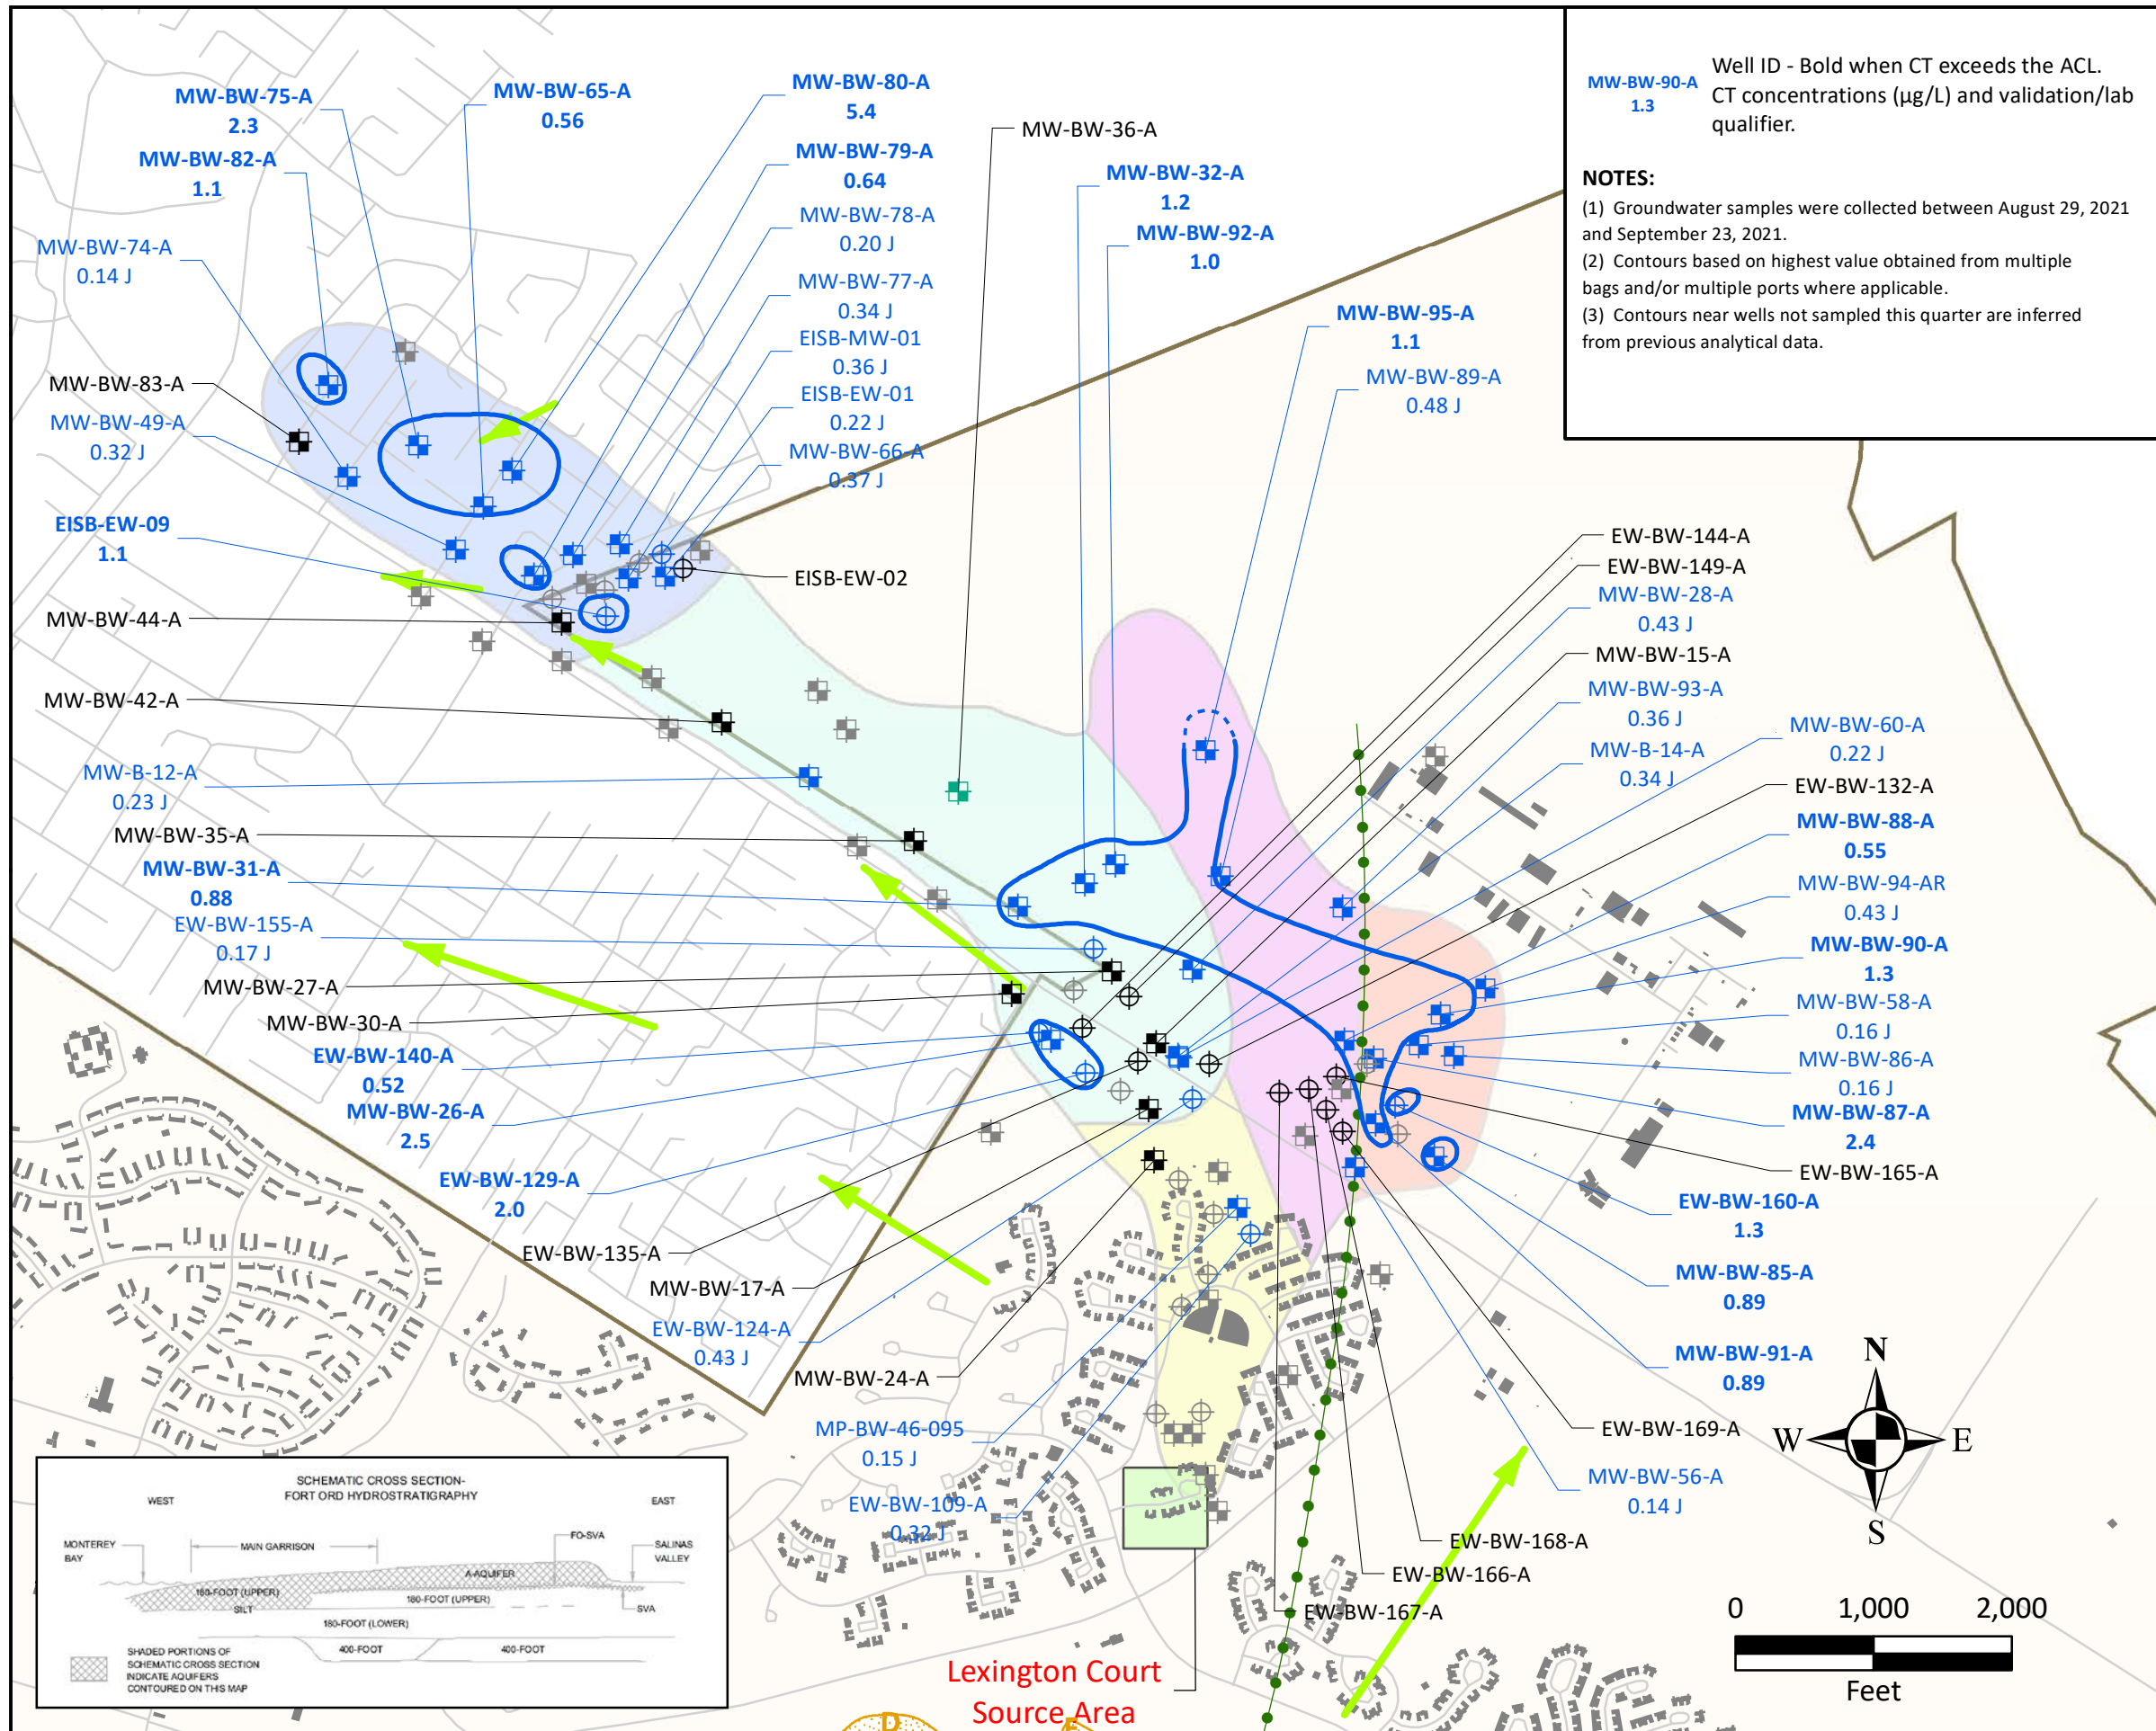 MW-BW-90-A
1.3
Well ID - Bold when CT exceeds the ACL.
CT concentrations (µg/L) and validation/lab
qualifier.
NOTES:
(1) Groundwater samples were collected between August 29, 2021
and September 23, 2021.
(2) Contours based on highest value obtained from multiple
bags and/or multiple ports where applicable.
(3) Contours near wells not sampled this quarter are inferred
from previous analytical data.
MW-BW-75-A
2.3
MW-BW-82-A
1.1
MW-BW-74-A
0.14 J
MW-BW-83-A
MW-BW-49-A
0.32 J
EISB-EW-09
1.1
MW-BW-44-A
MW-BW-42-A
MW-B-12-A
0.23 J
MW-BW-35-A
MW-BW-31-A
0.88
EW-BW-155-A
0.17 J
MW-BW-27-A
MW-BW-30-A
EW-BW-140-A
0.52
MW-BW-26-A
2.5
EW-BW-129-A
2.0
EW-BW-135-A
MW-BW-17-A
EW-BW-124-A
0.43 J
MW-BW-24-A
MP-BW-46-095
0.15 J
EW-BW-109-A
0.32 J
MW-BW-65-A
0.56
MW-BW-80-A
5.4
MW-BW-79-A
0.64
MW-BW-78-A
0.20 J
MW-BW-77-A
0.34 J
EISB-MW-01
0.36 J
EISB-EW-01
0.22 J
MW-BW-66-A
0.37 J
EISB-EW-02
MW-BW-36-A
MW-BW-32-A
1.2
MW-BW-92-A
1.0
MW-BW-95-A
1.1
MW-BW-89-A
0.48 J
EW-BW-144-A
EW-BW-149-A
MW-BW-28-A
0.43 J
MW-BW-15-A
MW-BW-93-A
0.36 J
MW-B-14-A
0.34 J
MW-BW-60-A
0.22 J
EW-BW-132-A
MW-BW-88-A
0.55
MW-BW-94-AR
0.43 J
MW-BW-90-A
1.3
MW-BW-58-A
0.16 J
MW-BW-86-A
0.16 J
MW-BW-87-A
2.4
EW-BW-165-A
EW-BW-160-A
1.3
MW-BW-85-A
0.89
MW-BW-91-A
0.89
EW-BW-169-A
MW-BW-56-A
0.14 J
EW-BW-168-A
EW-BW-166-A
EW-BW-167-A
Lexington Court
Source Area
D
E
N
W E
S
0 1,000 2,000
Feet
SCHEMATIC CROSS SECTION-
FORT ORD HYDROSTRATIGRAPHY
WEST EAST
MONTEREY
BAY
MAIN GARRISON
FO-SVA
SALINAS
VALLEY
A-AQUIFER
180-FOOT (UPPER)
SILT
180-FOOT (UPPER)
SVA
180-FOOT (LOWER)
400-FOOT 400-FOOT
SHADED PORTIONS OF
SCHEMATIC CROSS SECTION
INDICATE AQUIFERS
CONTOURED ON THIS MAP